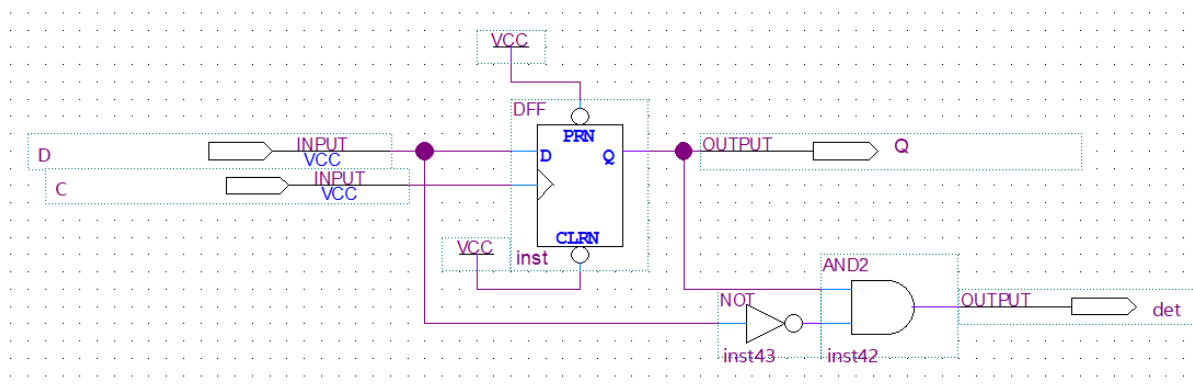 VCC
DFF
PRN
D INPUT VCC
D Q
OUTPUT Q
C INPUT VCC
CLRN
VCC
inst
AND2
NOT
OUTPUT det
inst43
inst42